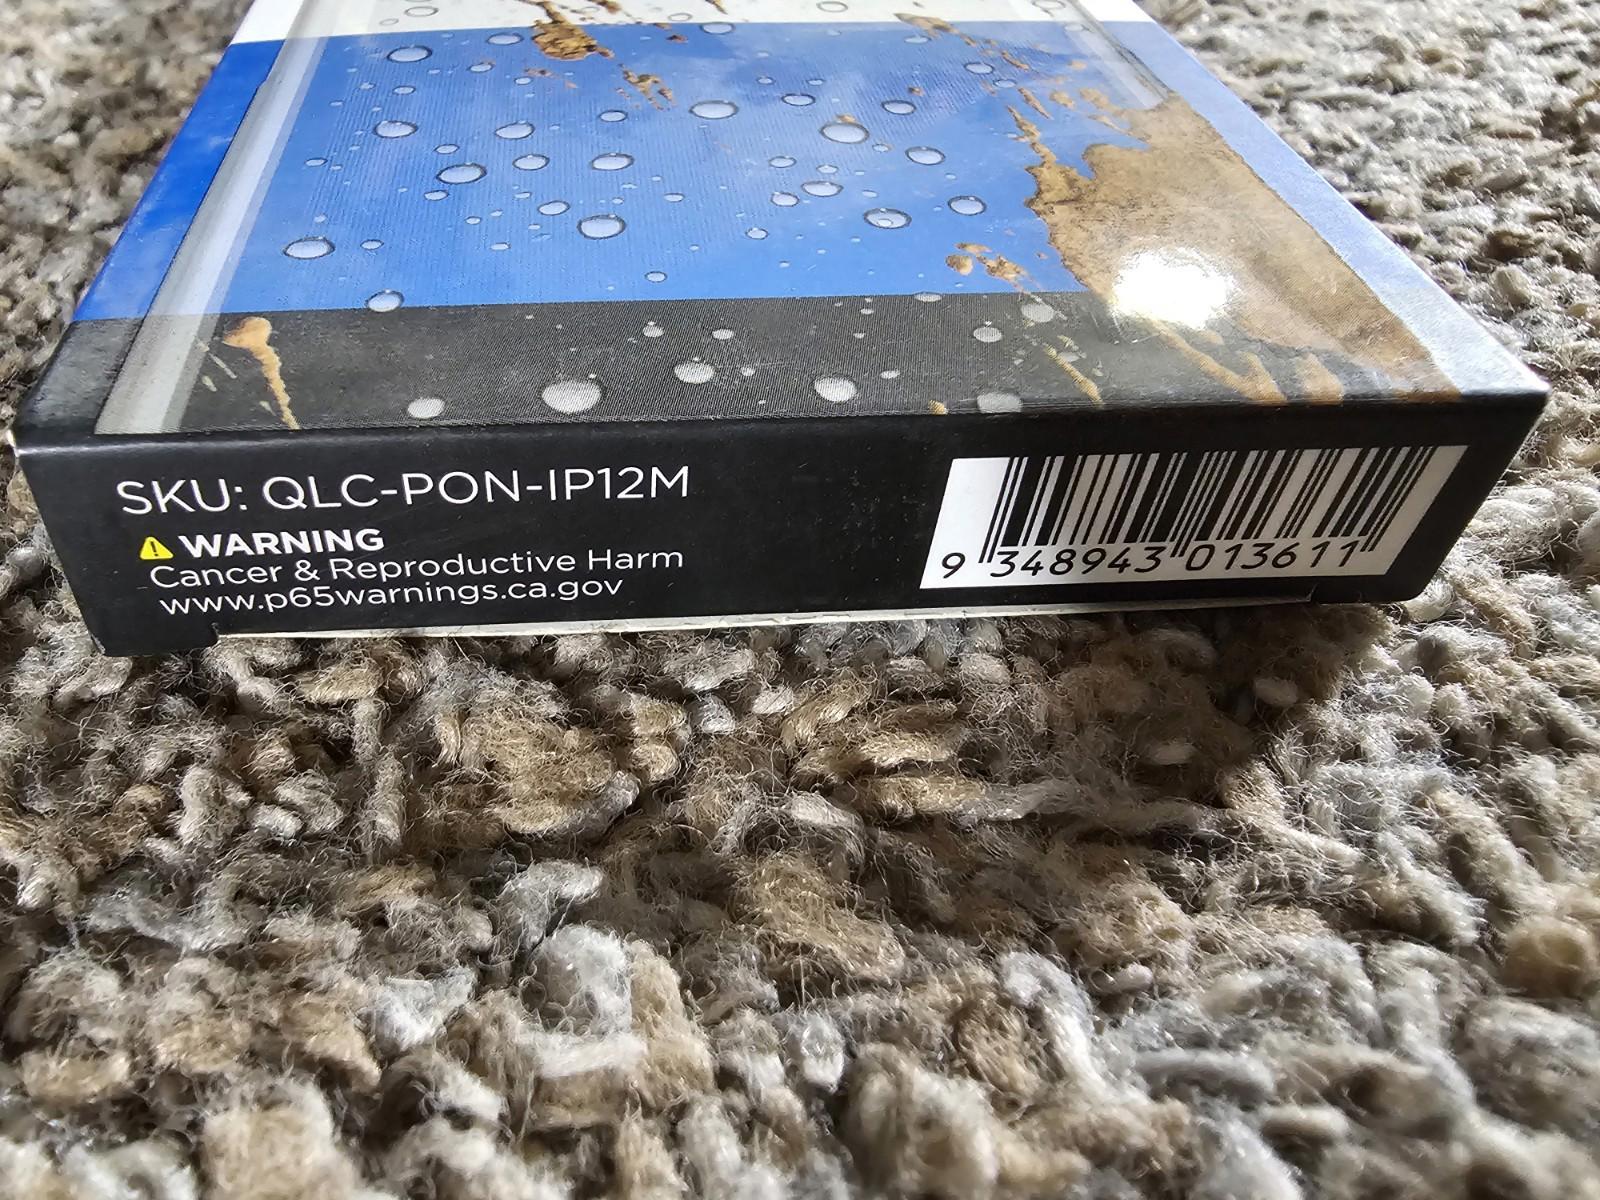 SKU: QLC-PON-IP12M
⚠ WARNING
Cancer & Reproductive Harm
www.p65warnings.ca.gov
9 348943 013611